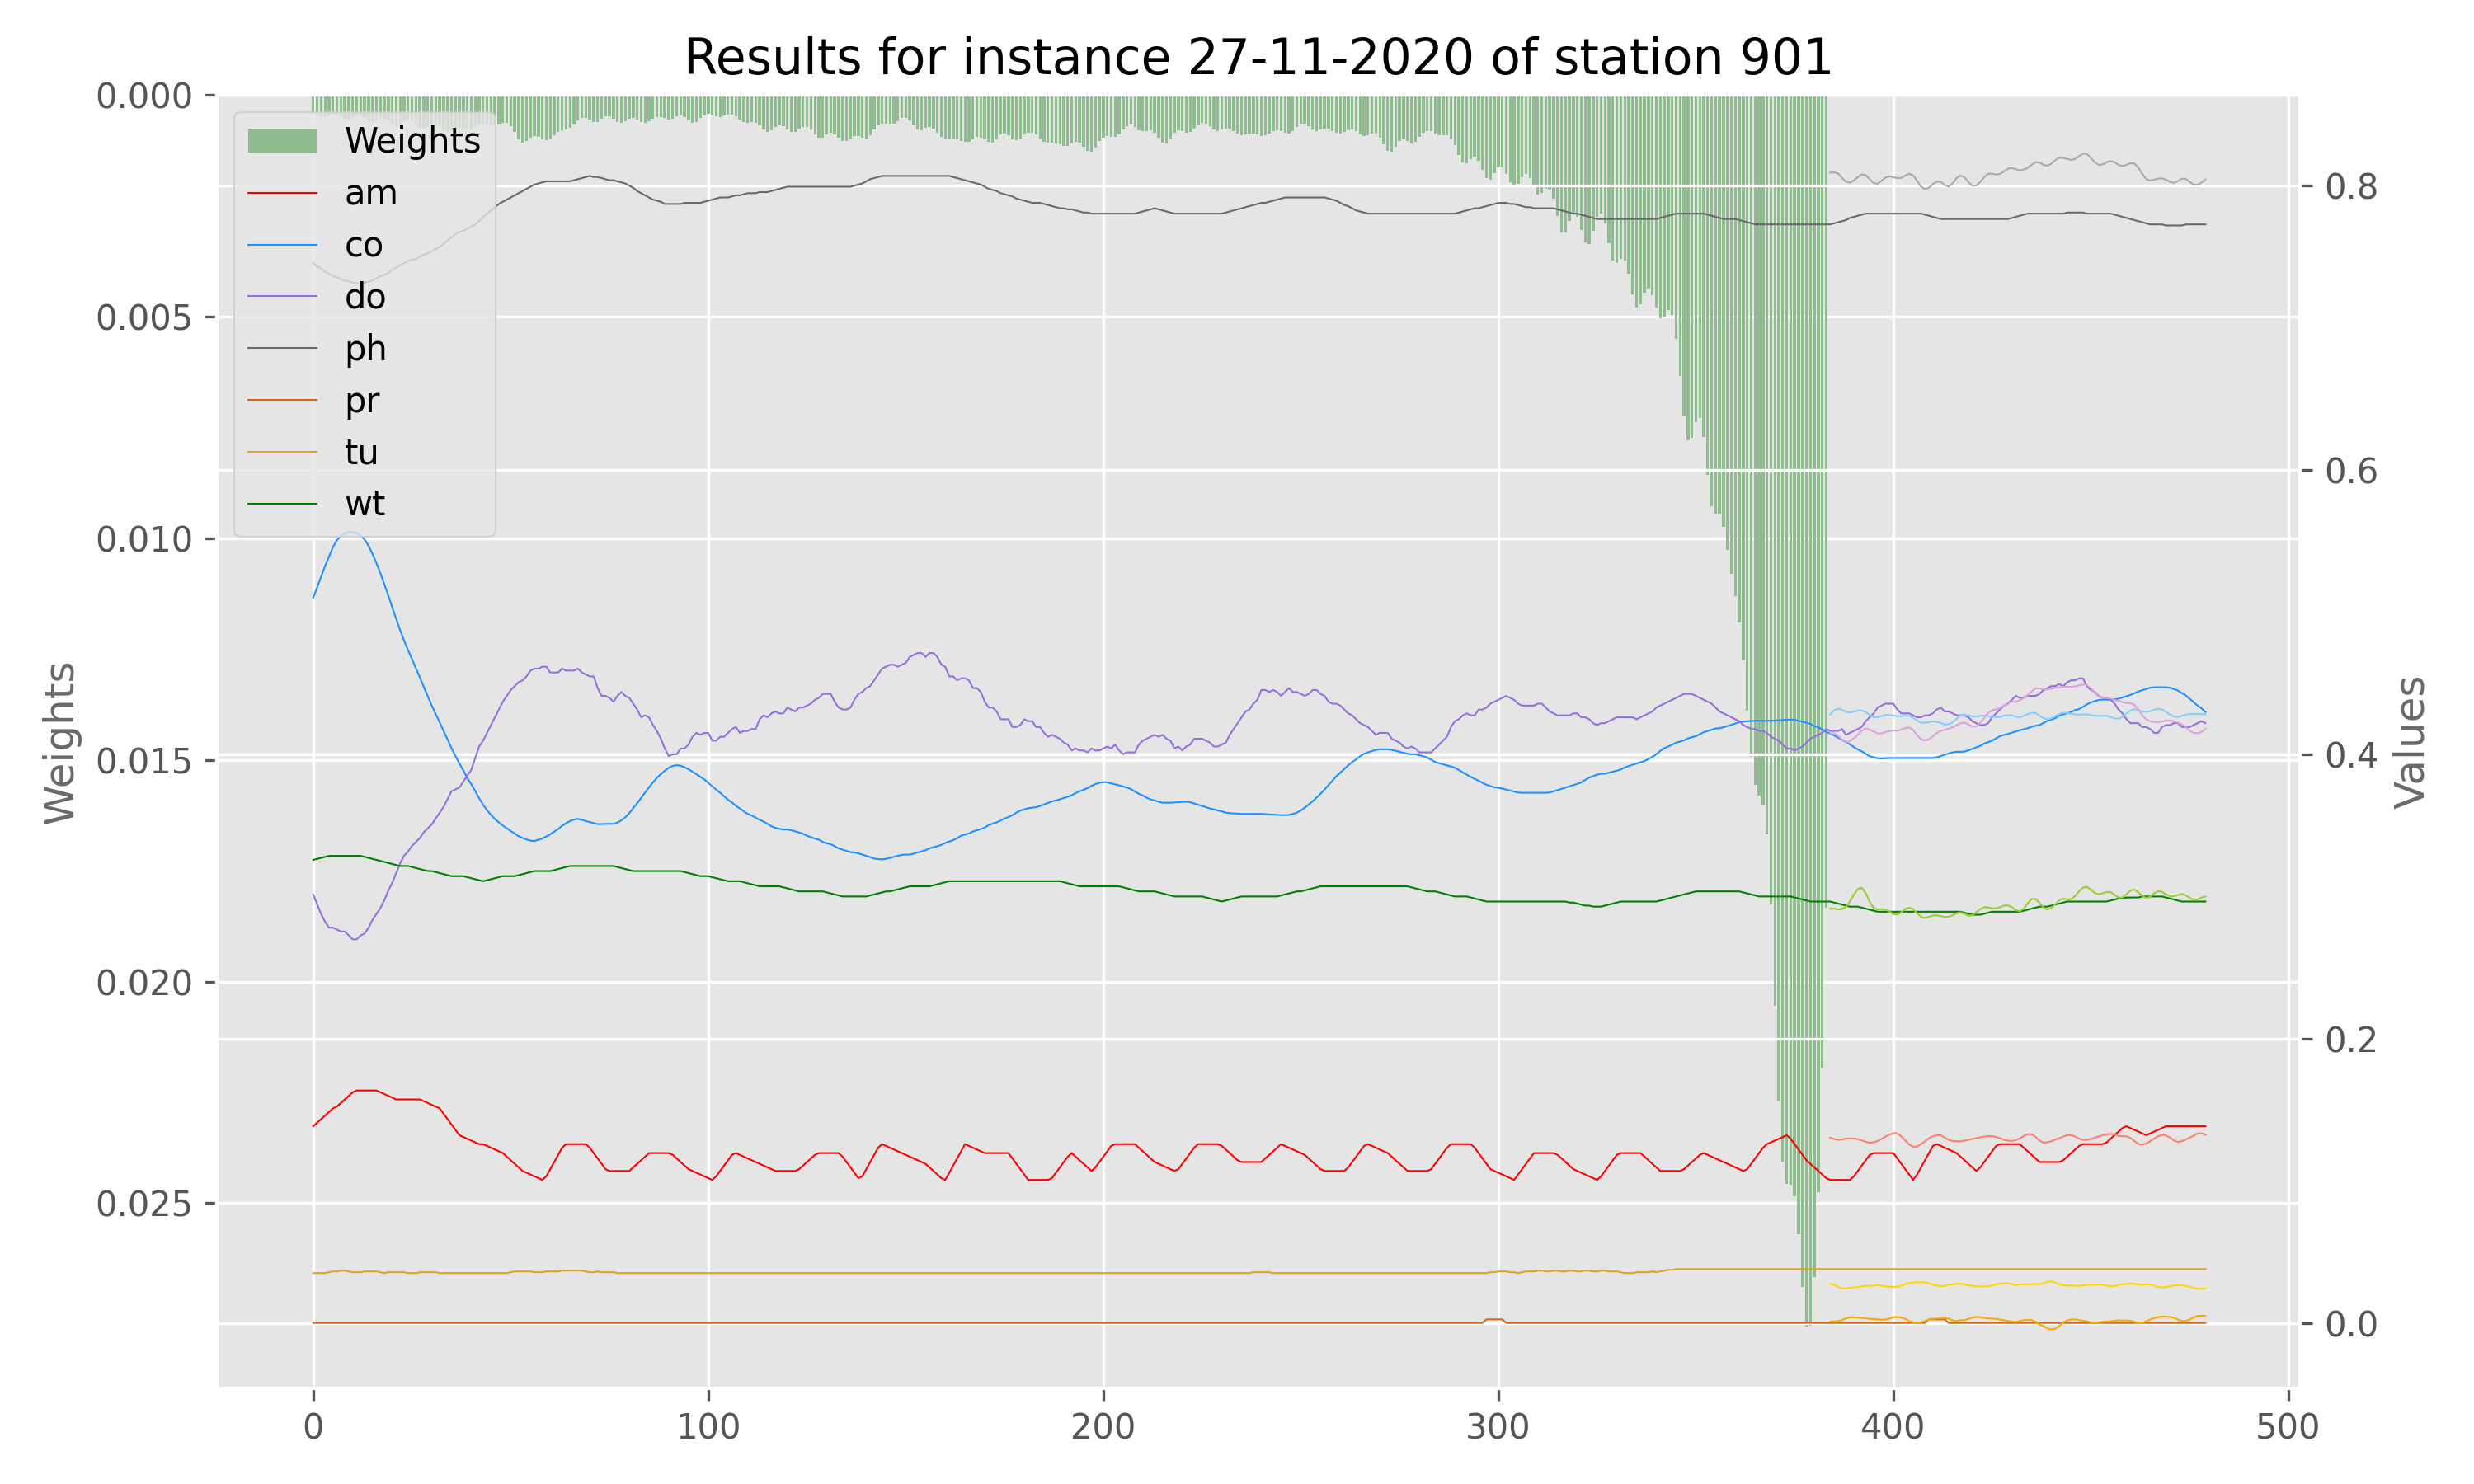 Results for instance 27-11-2020 of station 901
Weights
0.000
0.005
0.010
0.015
0.020
0.025
Weights
am
co
do
ph
pr
tu
wt
0.8
0.6
0.4
0.2
0.0
Values
0 100 200 300 400 500